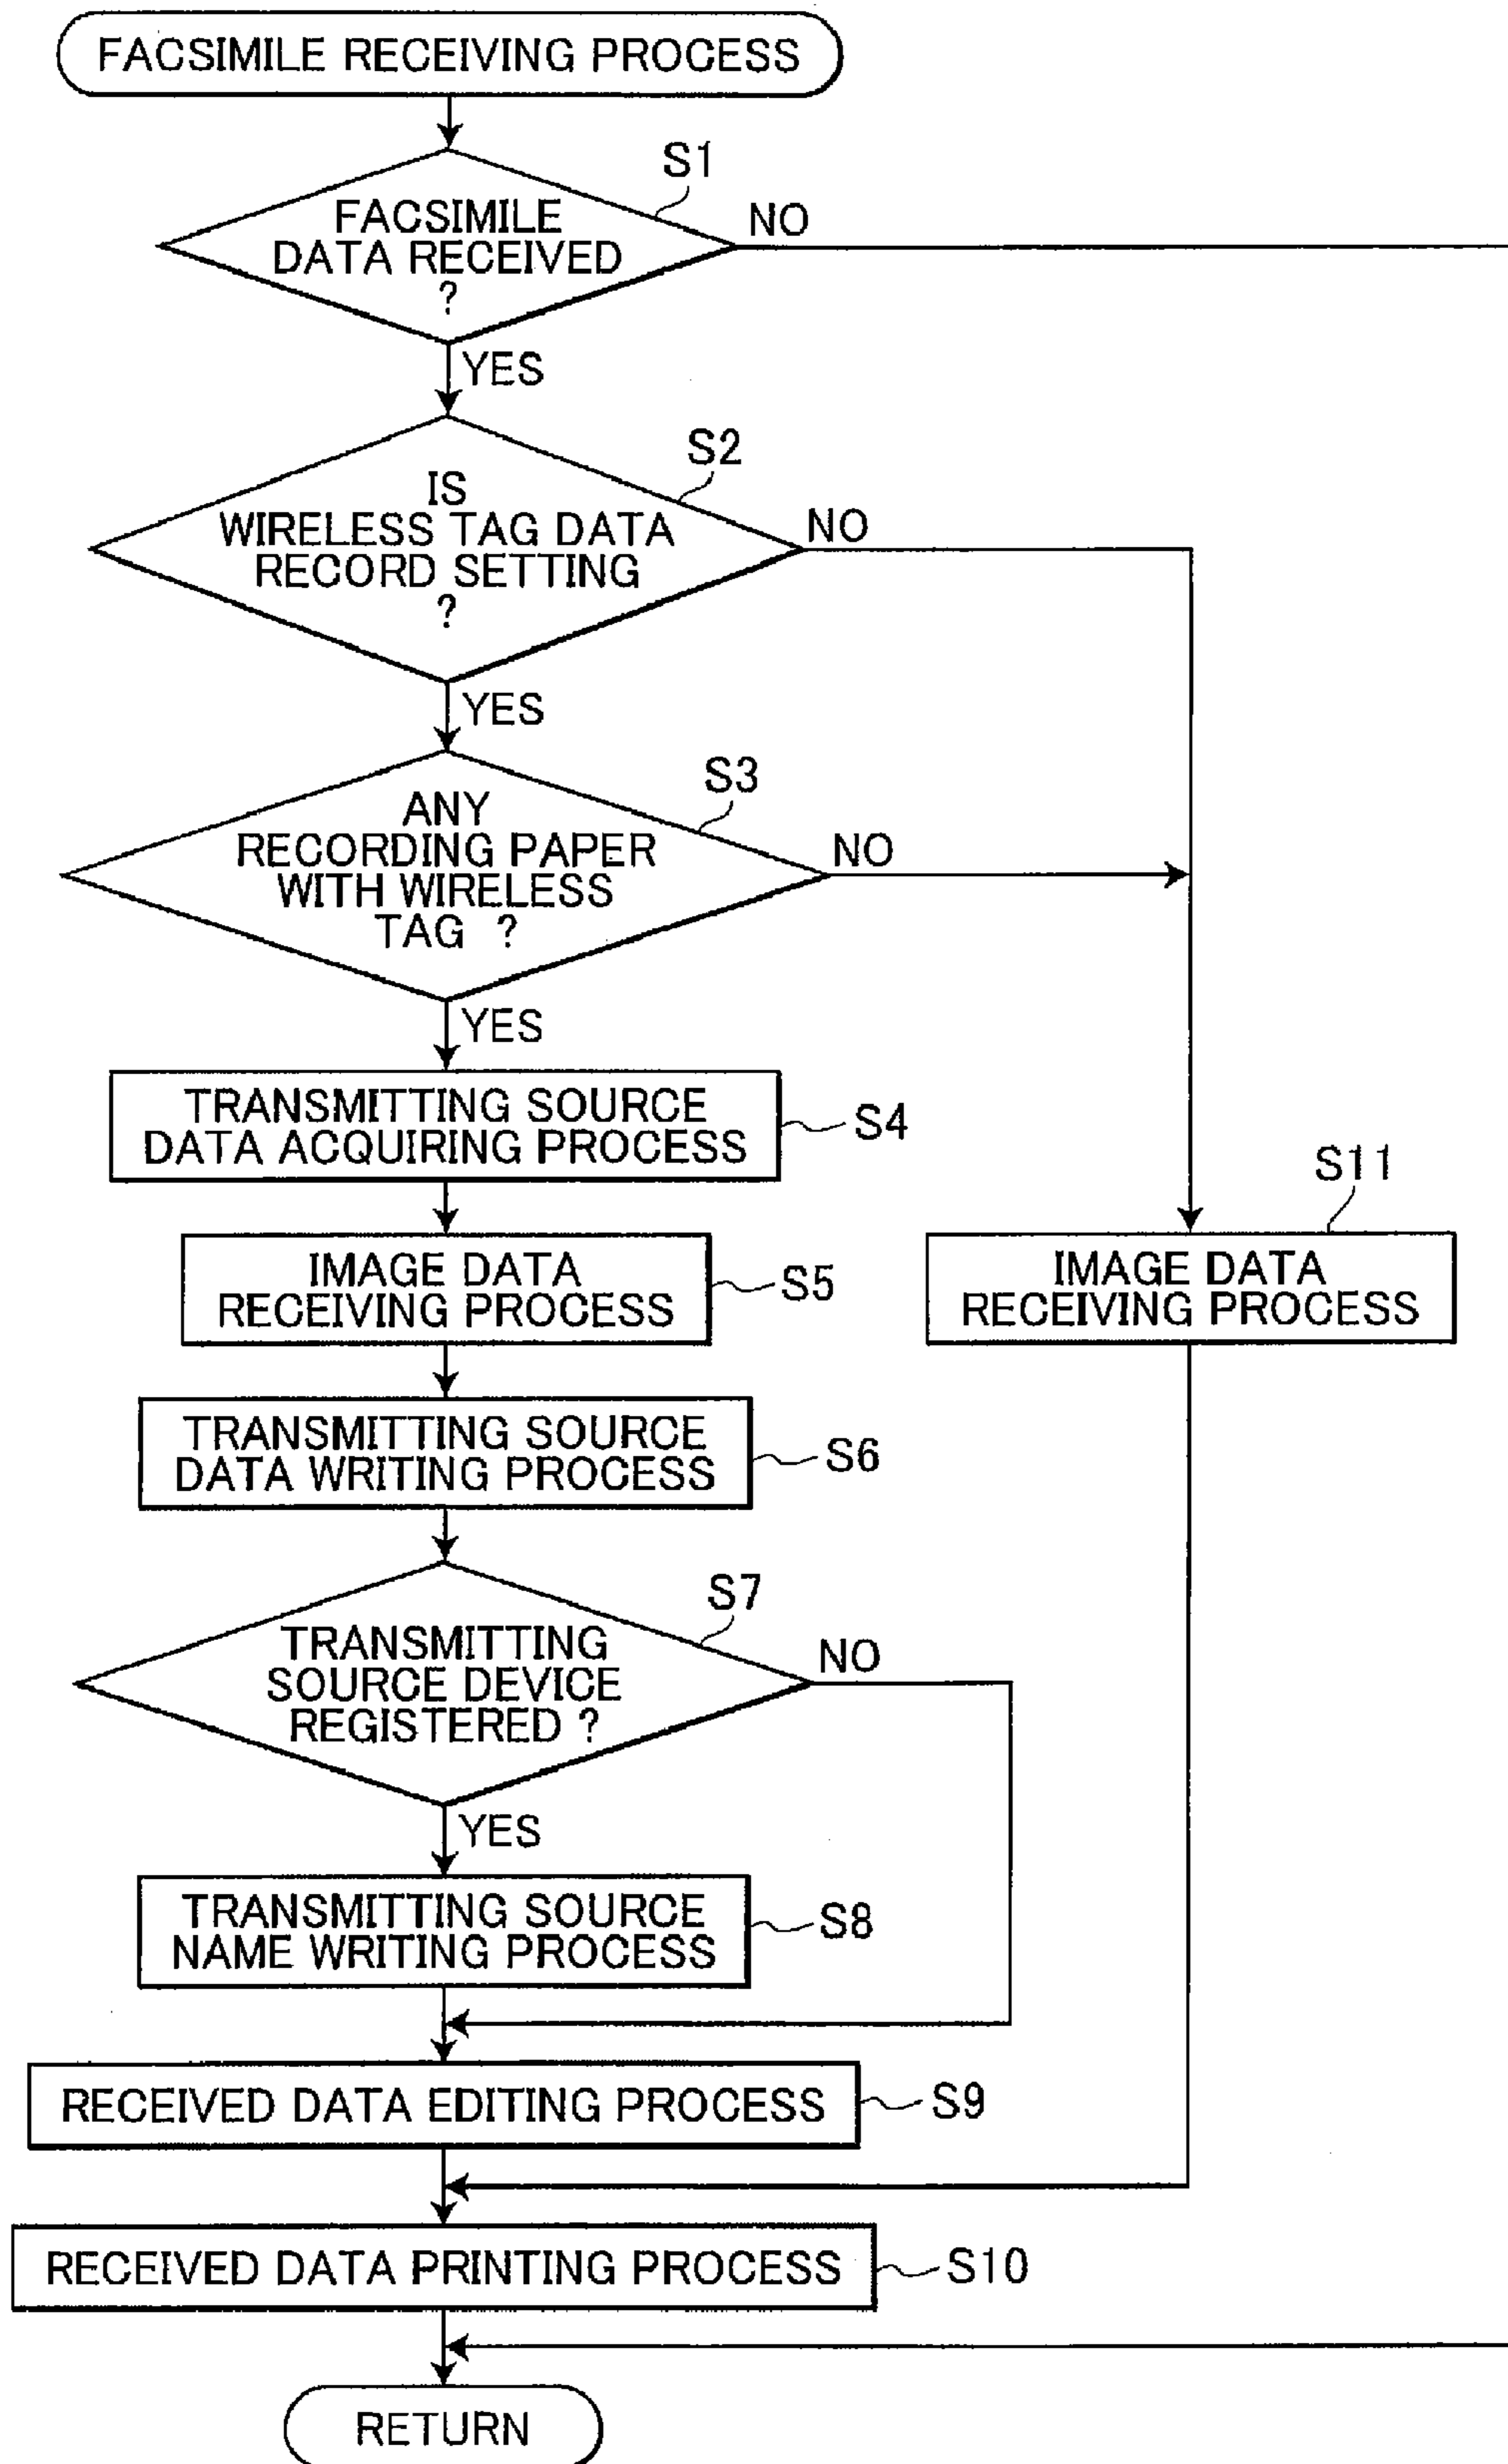 FACSIMILE RECEIVING PROCESS
S1
FACSIMILE
DATA RECEIVED
?
NO
YES
S2
IS
WIRELESS TAG DATA
RECORD SETTING
?
NO
YES
S3
ANY
RECORDING PAPER
WITH WIRELESS
TAG ?
NO
YES
TRANSMITTING SOURCE
DATA ACQUIRING PROCESS
S4
S11
IMAGE DATA
RECEIVING PROCESS
S5
IMAGE DATA
RECEIVING PROCESS
TRANSMITTING SOURCE
DATA WRITING PROCESS
S6
S7
TRANSMITTING
SOURCE DEVICE
REGISTERED ?
NO
YES
TRANSMITTING SOURCE
NAME WRITING PROCESS
S8
RECEIVED DATA EDITING PROCESS
S9
RECEIVED DATA PRINTING PROCESS
S10
RETURN